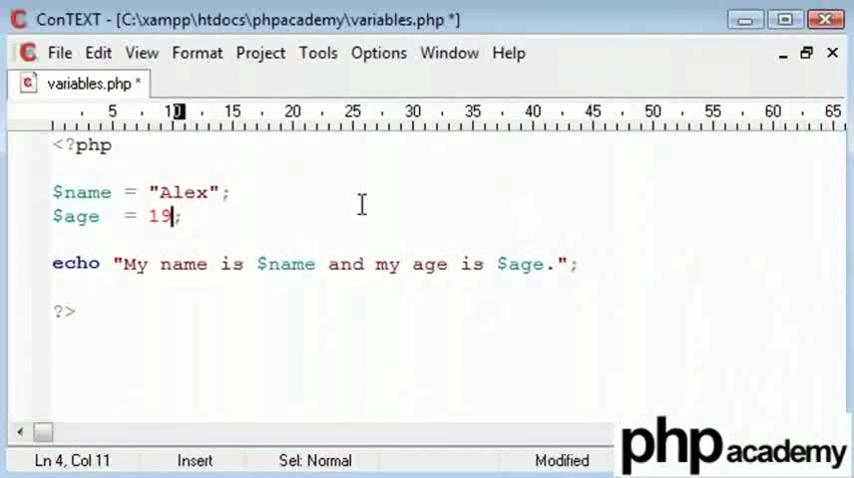 ConTEXT - [C:\xampp\htdocs\phpacademy\variables.php *]
File Edit View Format Project Tools Options Window Help
variables.php *
5 10 15 20 25 30 35 40 45 50 55 60 65
<?php
$name = "Alex";
$age  = 19;
echo "My name is $name and my age is $age.";
?>
Ln 4, Col 11 Insert Sel: Normal Modified
php academy